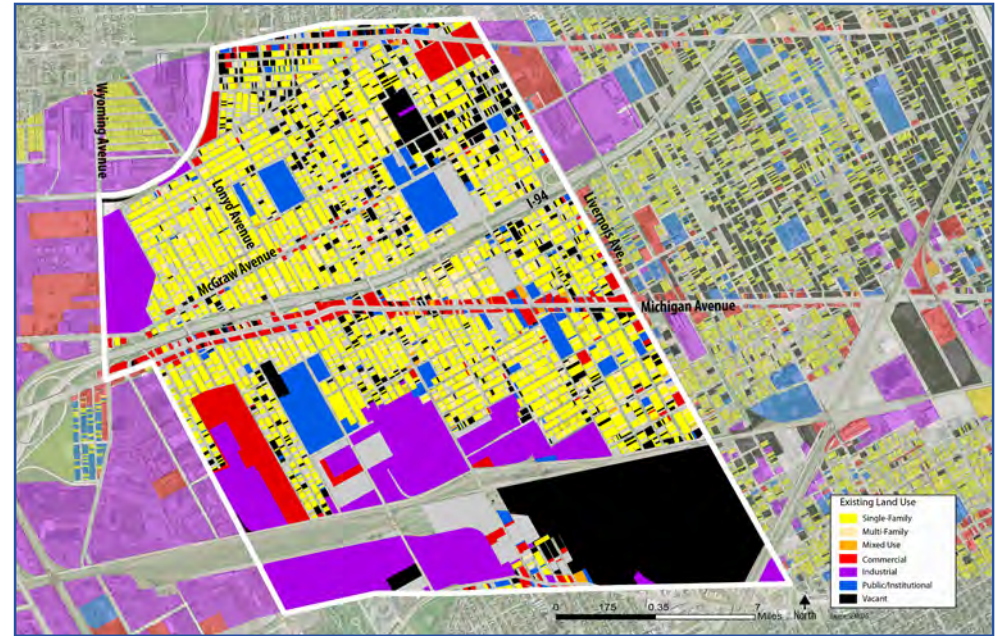 Wyoming Avenue
Lonyo Avenue
McGraw Avenue
I-94
Livernois Ave.
Michigan Avenue
Existing Land Use
Single-Family
Multi-Family
Mixed Use
Commercial
Industrial
Public/Institutional
Vacant
0 175 0.35 7
Miles
North